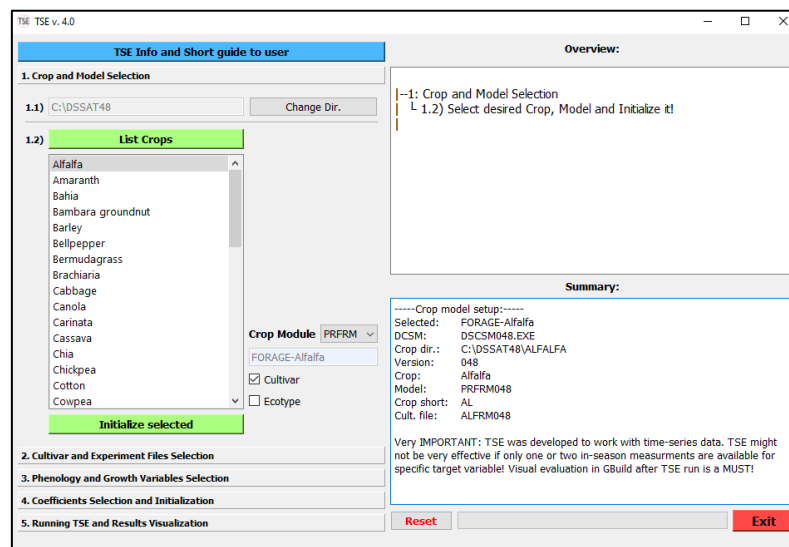 TSE TSE v. 4.0
TSE Info and Short guide to user
1. Crop and Model Selection
1.1) C:\DSSAT48 Change Dir.
1.2) List Crops
Alfalfa
Amaranth
Bahia
Bambara groundnut
Barley
Bellpepper
Bermudagrass
Brachiaria
Cabbage
Canola
Carinata
Cassava
Chia
Chickpea
Cotton
Cowpea
Crop Module PRFRM
FORAGE-Alfalfa
Cultivar
Ecotype
Initialize selected
2. Cultivar and Experiment Files Selection
3. Phenology and Growth Variables Selection
4. Coefficients Selection and Initialization
5. Running TSE and Results Visualization
Overview:
|--1: Crop and Model Selection
| └ 1.2) Select desired Crop, Model and Initialize it!
|
Summary:
-----Crop model setup:-----
Selected: FORAGE-Alfalfa
DCSM: DSCSM048.EXE
Crop dir.: C:\DSSAT48\ALFALFA
Version: 048
Crop: Alfalfa
Model: PRFRM048
Crop short: AL
Cult. file: ALFRM048
Very IMPORTANT: TSE was developed to work with time-series data. TSE might
not be very effective if only one or two in-season measurments are available for
specific target variable! Visual evaluation in GBuild after TSE run is a MUST!
Reset Exit